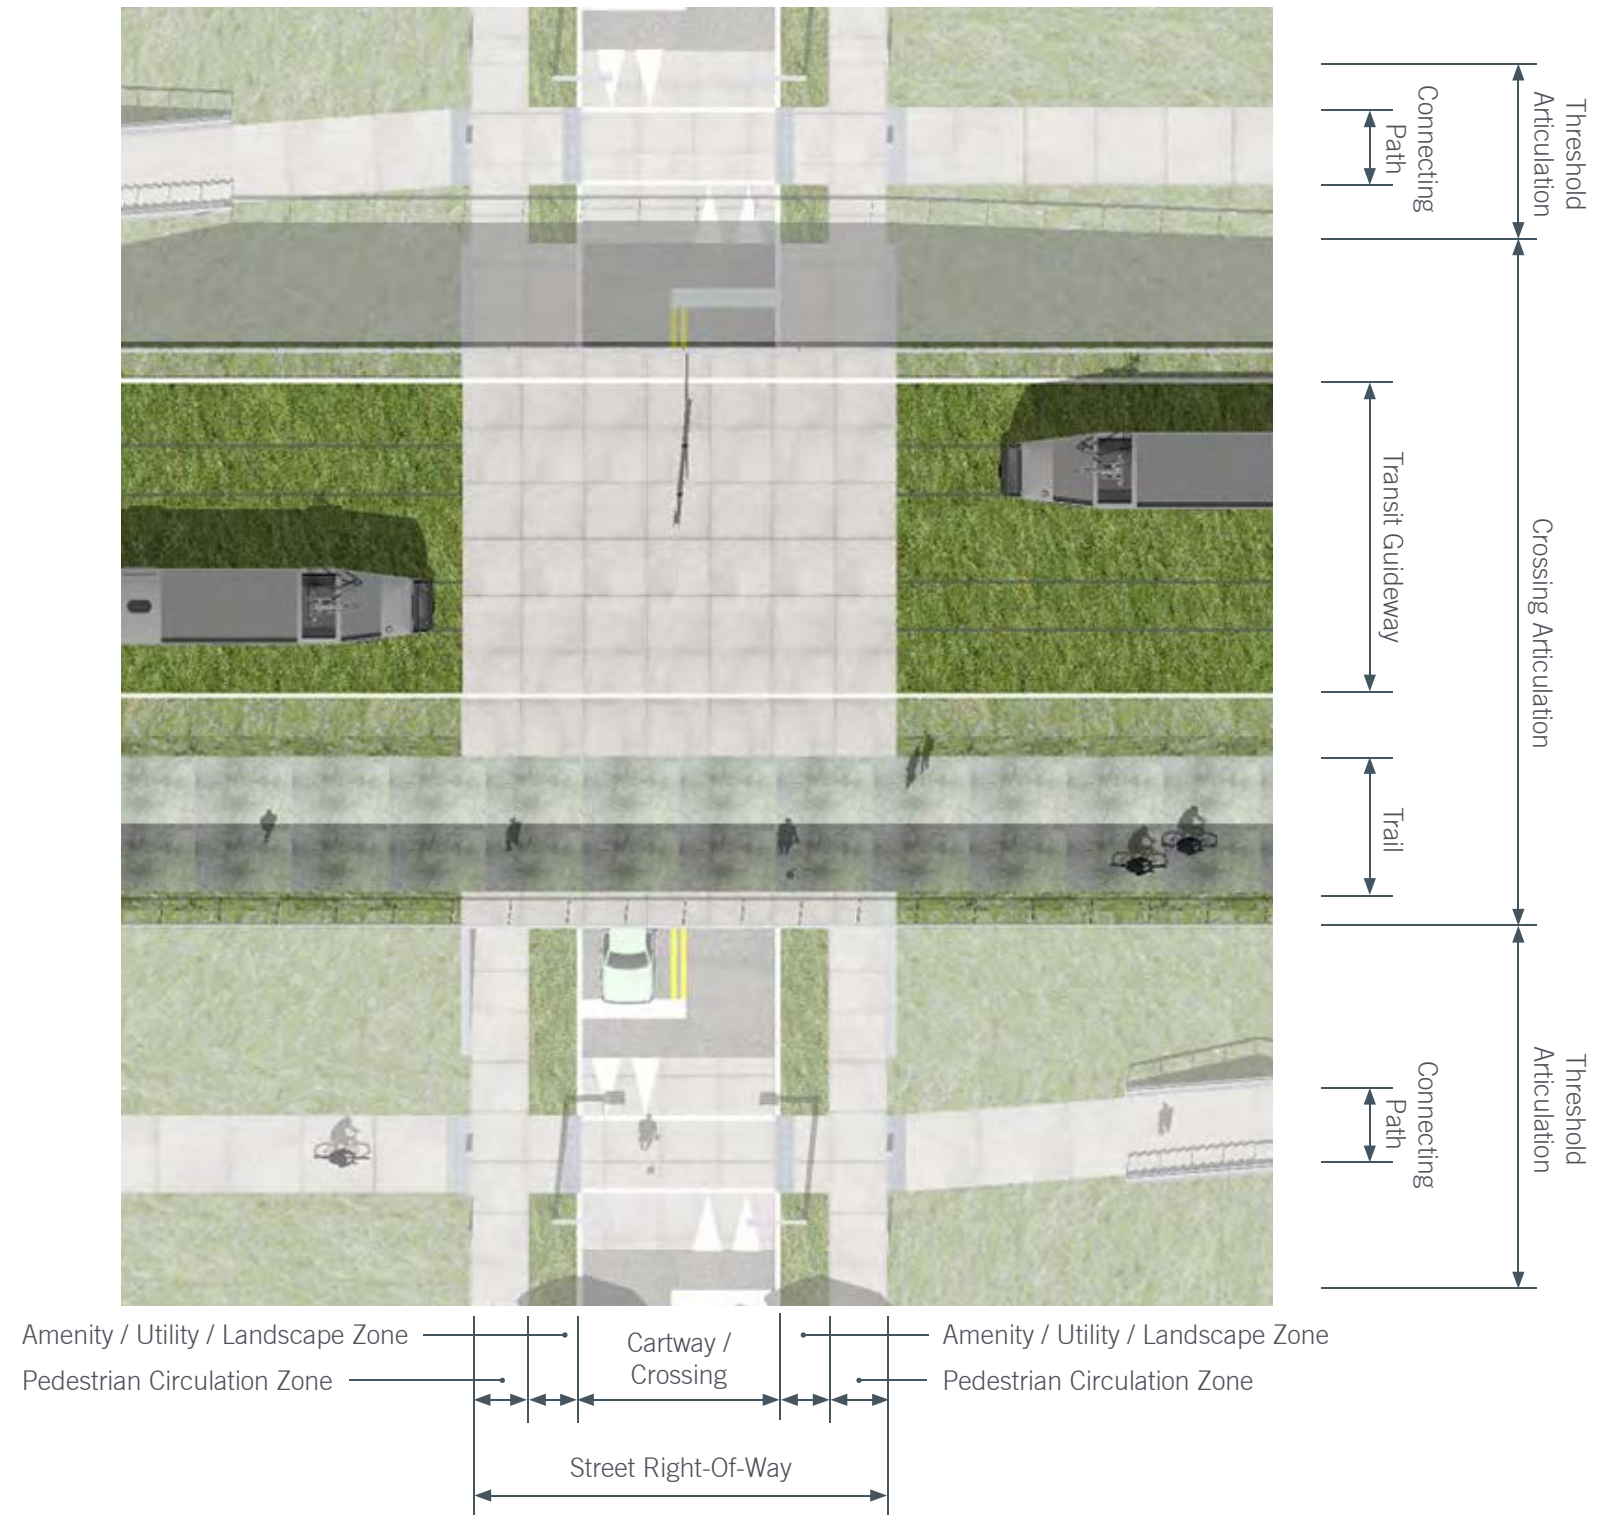 Threshold
Articulation
Connecting
Path
Transit Guideway
Crossing Articulation
Trail
Threshold
Articulation
Connecting
Path
Amenity / Utility / Landscape Zone
Pedestrian Circulation Zone
Cartway /
Crossing
Amenity / Utility / Landscape Zone
Pedestrian Circulation Zone
Street Right-Of-Way